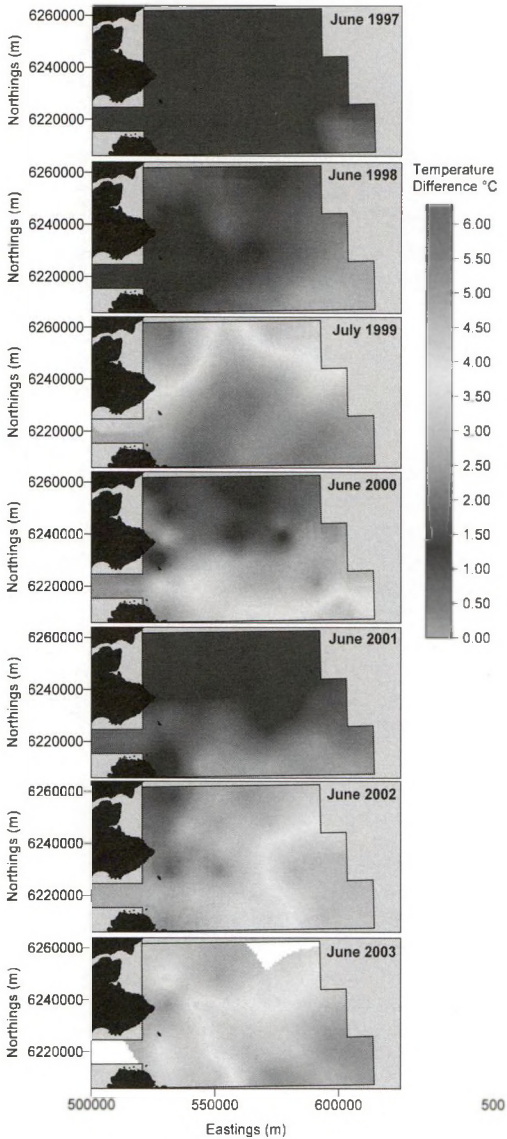 June 1997
6260000
6240000
6220000
Northings (m)
June 1998
6260000
6240000
6220000
Northings (m)
Temperature
Difference °C
6.00
5.00
4.50
4.00
3.50
3.00
2.50
2.00
1.50
1.00
0.50
0.00
July 1999
6260000
6240000
6220000
Northings (m)
June 2000
6260000
6240000
6220000
Northings (m)
June 2001
6260000
6240000
6220000
Northings (m)
June 2002
6260000
6240000
6220000
Northings (m)
June 2003
6260000
6240000
6220000
Northings (m)
500000 550000 600000 500
Eastings (m)